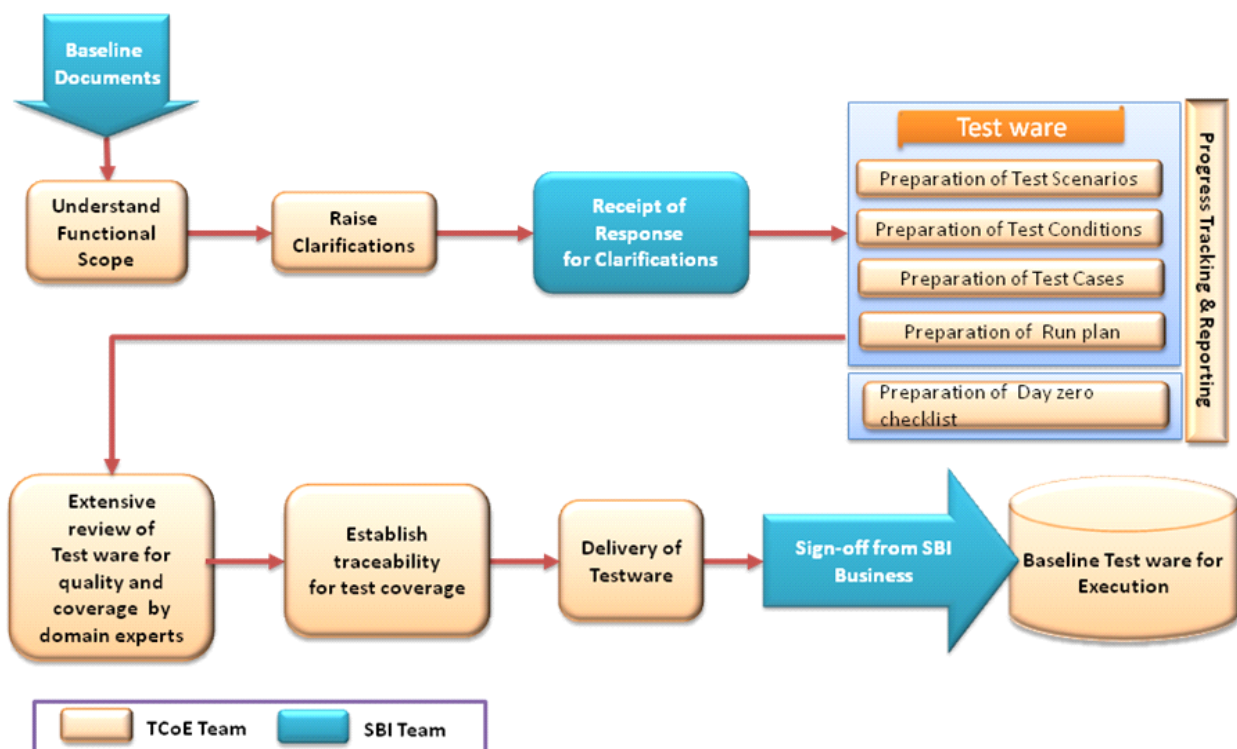 Baseline
Documents
Understand
Functional
Scope
Raise
Clarifications
Receipt of
Response
for Clarifications
Test ware
Preparation of Test Scenarios
Preparation of Test Conditions
Preparation of Test Cases
Preparation of Run plan
Preparation of Day zero
checklist
Progress Tracking & Reporting
Extensive
review of
Test ware for
quality and
coverage by
domain experts
Establish
traceability
for test coverage
Delivery of
Testware
Sign-off from SBI
Business
Baseline Test ware for
Execution
TCoE Team
SBI Team